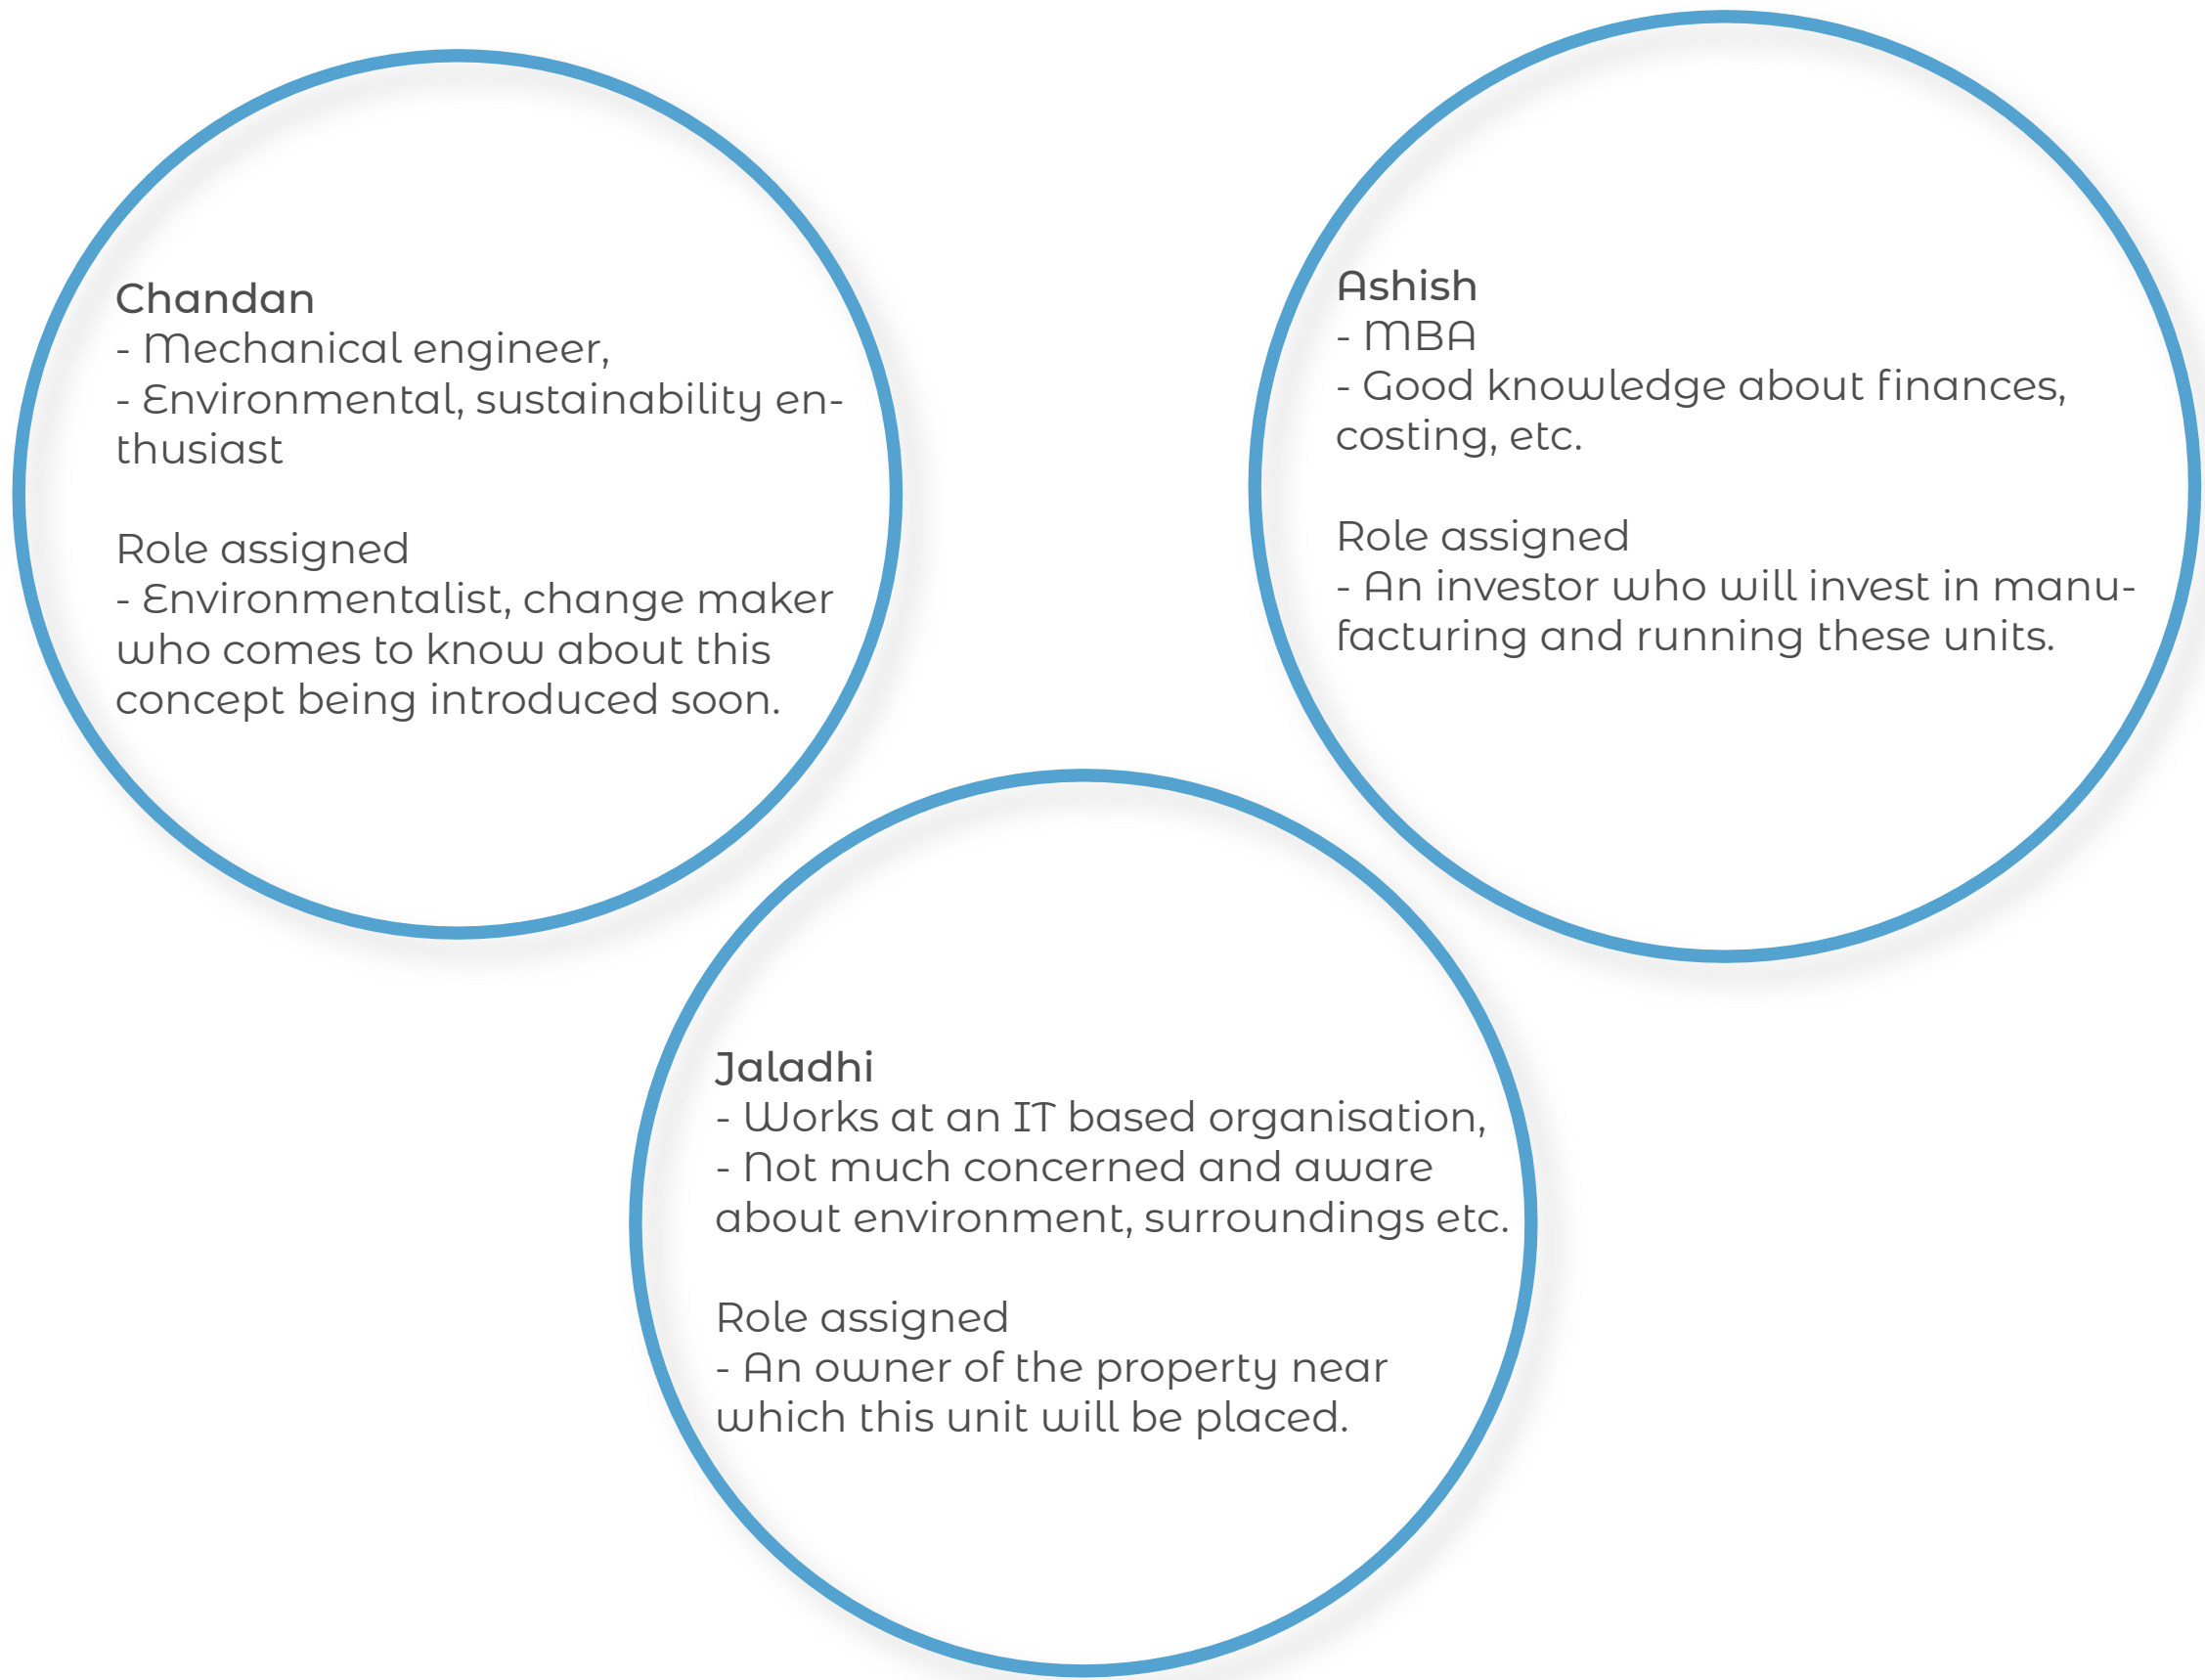 Chandan
- Mechanical engineer,
- Environmental, sustainability en-
thusiast
Role assigned
- Environmentalist, change maker
who comes to know about this
concept being introduced soon.
Ashish
- MBA
- Good knowledge about finances,
costing, etc.
Role assigned
- An investor who will invest in manu-
facturing and running these units.
Jaladhi
- Works at an IT based organisation,
- Not much concerned and aware
about environment, surroundings etc.
Role assigned
- An owner of the property near
which this unit will be placed.